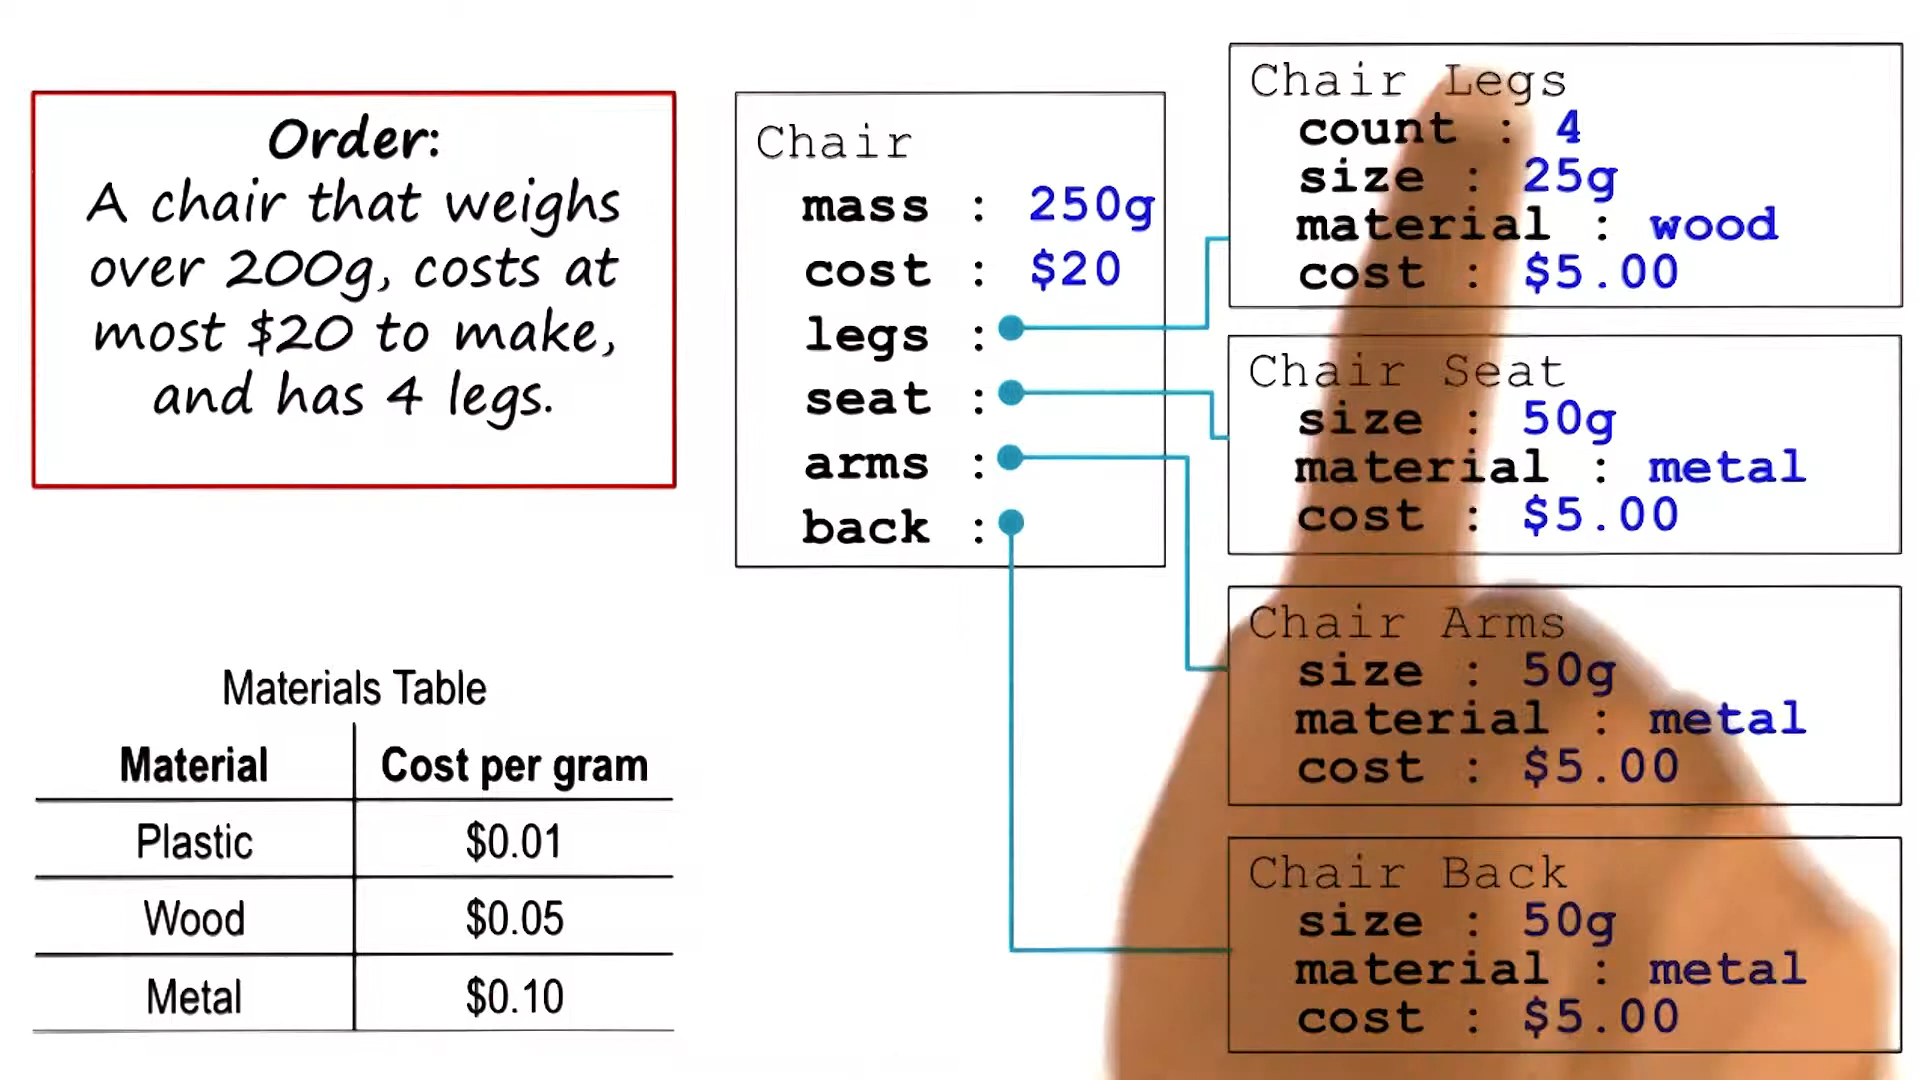 Order:
A chair that weighs
over 200g, costs at
most $20 to make,
and has 4 legs.
Materials Table
Material Cost per gram
Plastic $0.01
Wood $0.05
Metal $0.10
Chair
mass : 250g
cost : $20
legs :
seat :
arms :
back :
Chair Legs
count : 4
size : 25g
material : wood
cost : $5.00
Chair Seat
size : 50g
material : metal
cost : $5.00
Chair Arms
size : 50g
material : metal
cost : $5.00
Chair Back
size : 50g
material : metal
cost : $5.00